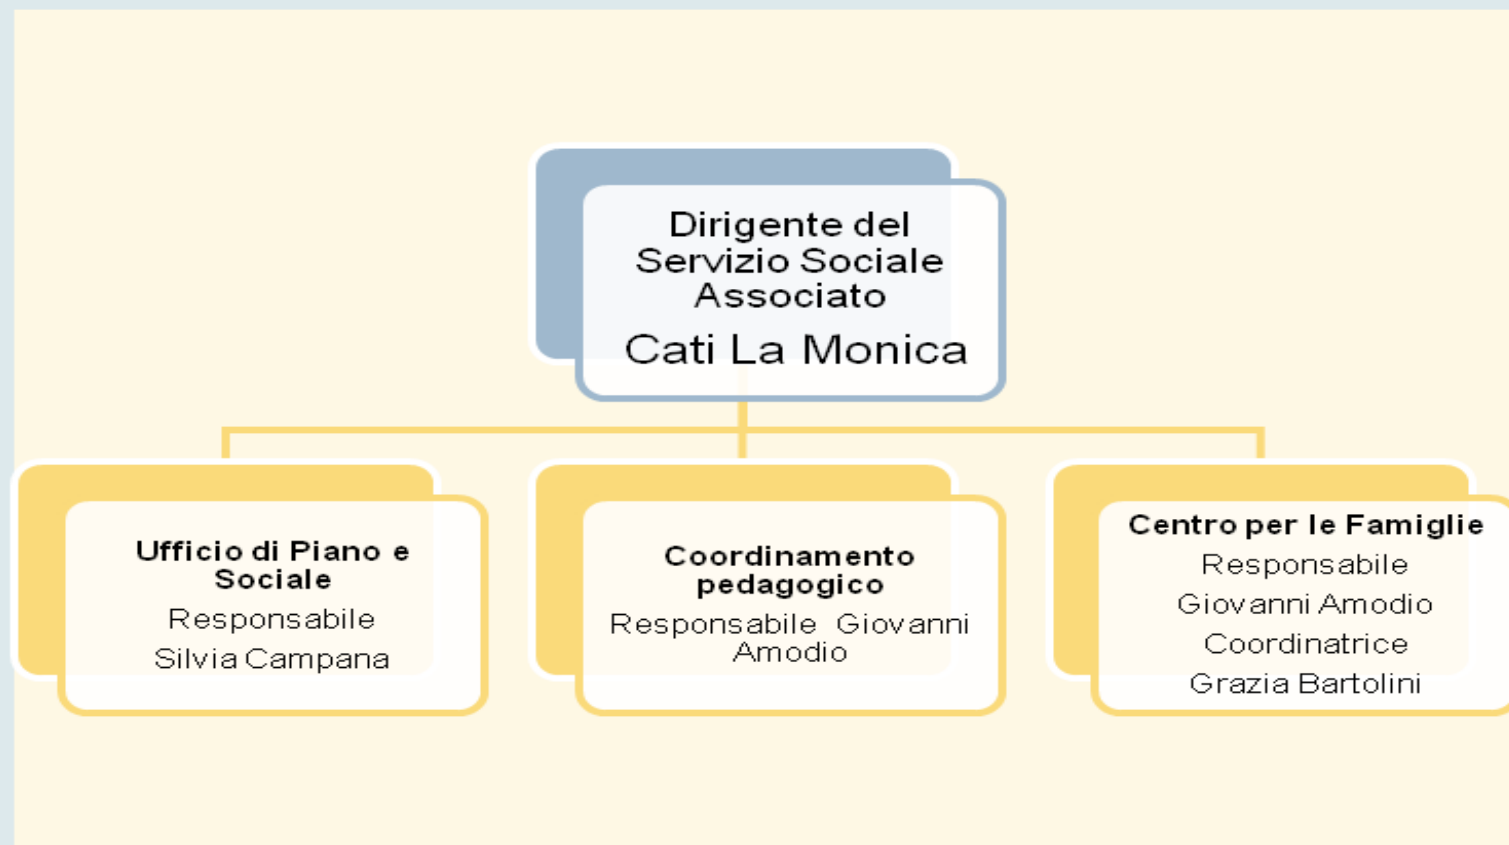 Dirigente del
Servizio Sociale
Associato
Cati La Monica
Ufficio di Piano e
Sociale
Responsabile
Silvia Campana
Coordinamento
pedagogico
Responsabile Giovanni
Amodio
Centro per le Famiglie
Responsabile
Giovanni Amodio
Coordinatrice
Grazia Bartolini